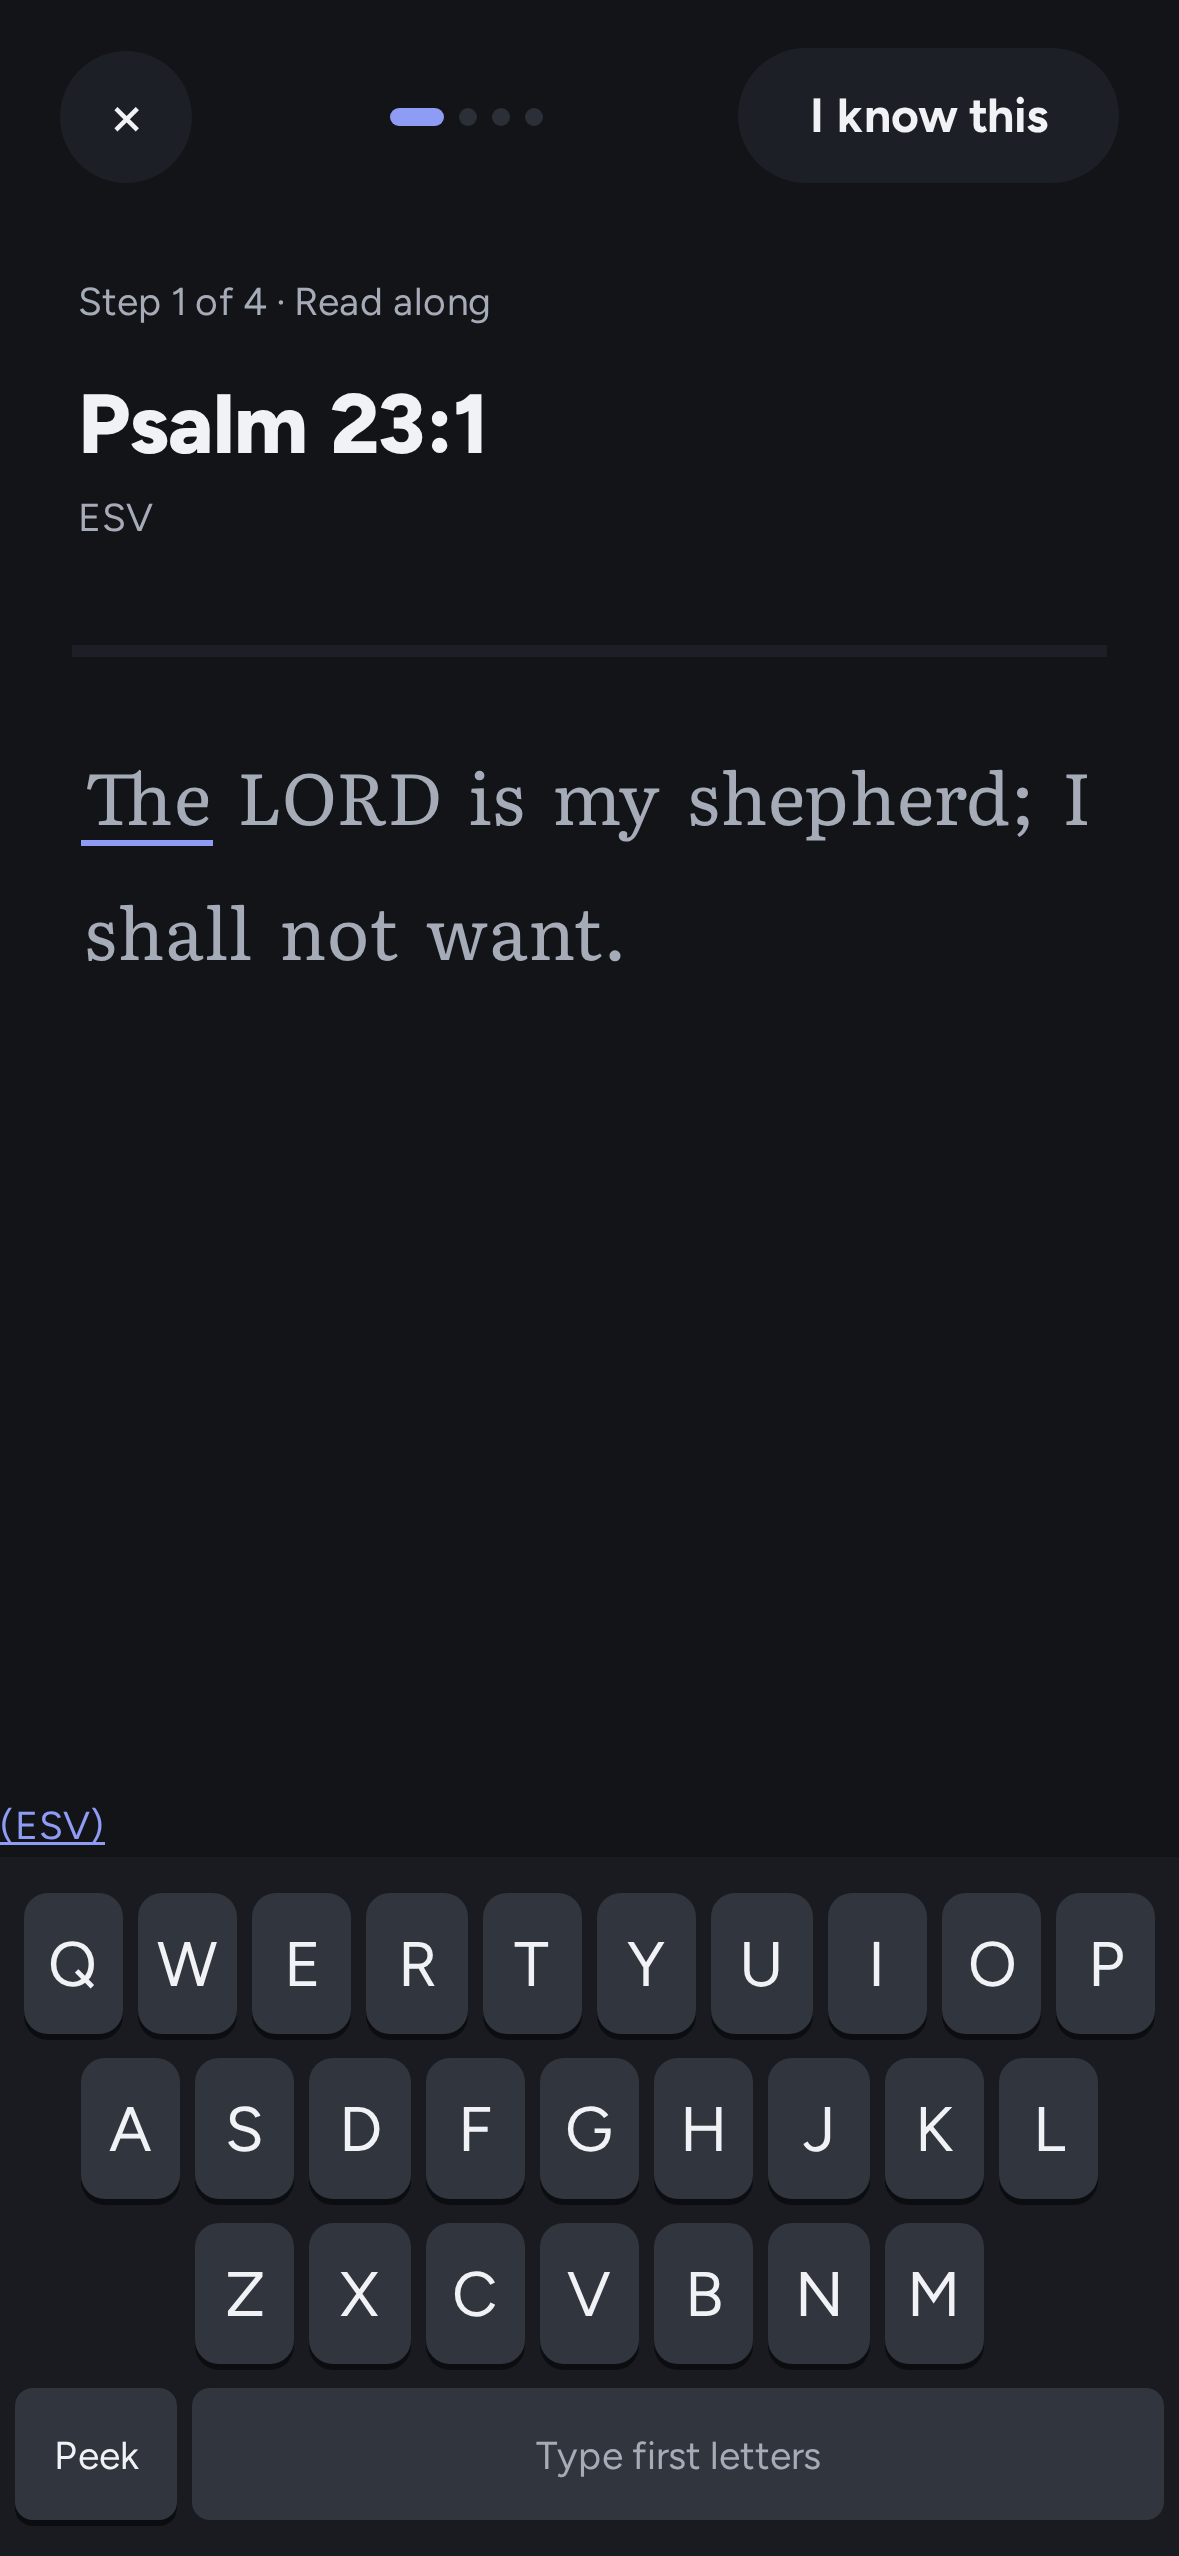 ×
I know this
Step 1 of 4 · Read along
Psalm 23:1
ESV
The LORD is my shepherd; I
shall not want.
(ESV)
Q W E R T Y U I O P
A S D F G H J K L
Z X C V B N M
Peek Type first letters